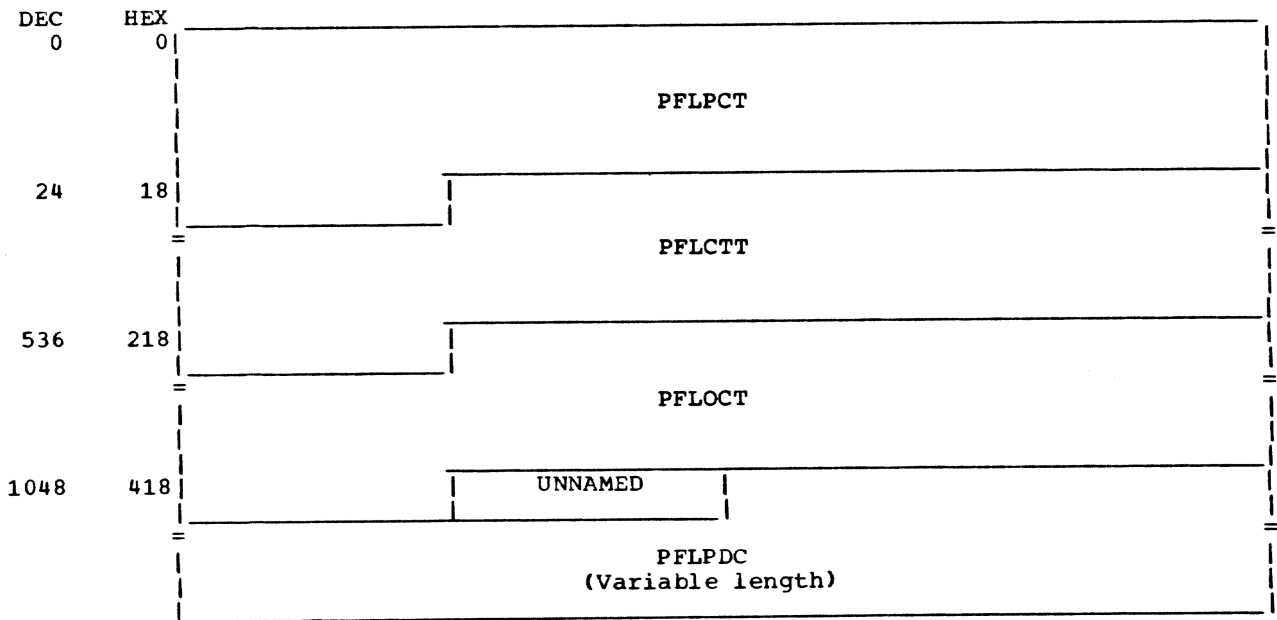 DEC HEX
0 0
PFLPCT
24 18
PFLCTT
536 218
PFLOCT
1048 418 UNNAMED
PFLPDC
(Variable length)